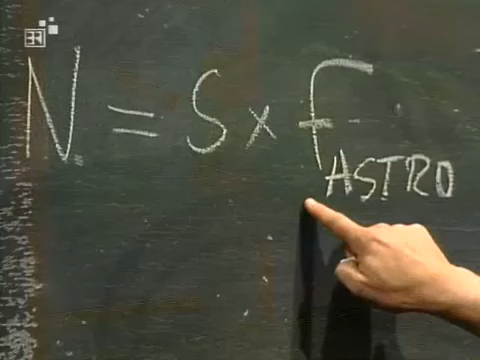 N = S x F ASTRO